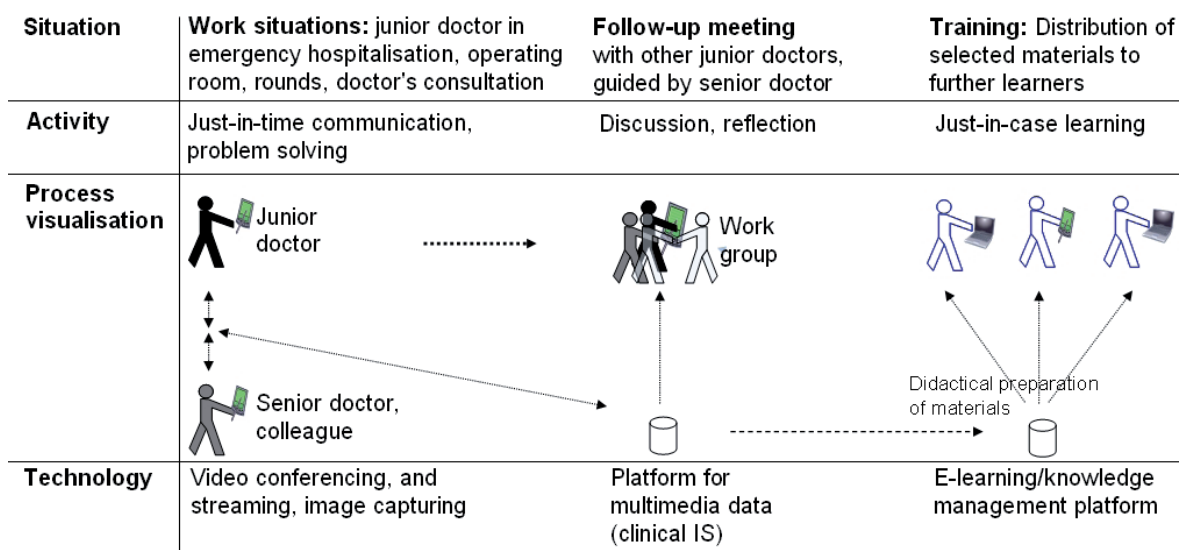 Situation
Work situations: junior doctor in
emergency hospitalisation, operating
room, rounds, doctor's consultation
Follow-up meeting
with other junior doctors,
guided by senior doctor
Training: Distribution of
selected materials to
further learners
Activity
Just-in-time communication,
problem solving
Discussion, reflection
Just-in-case learning
Process
visualisation
Junior
doctor
Work
group
Senior doctor,
colleague
Didactical preparation
of materials
Technology
Video conferencing, and
streaming, image capturing
Platform for
multimedia data
(clinical IS)
E-learning/knowledge
management platform